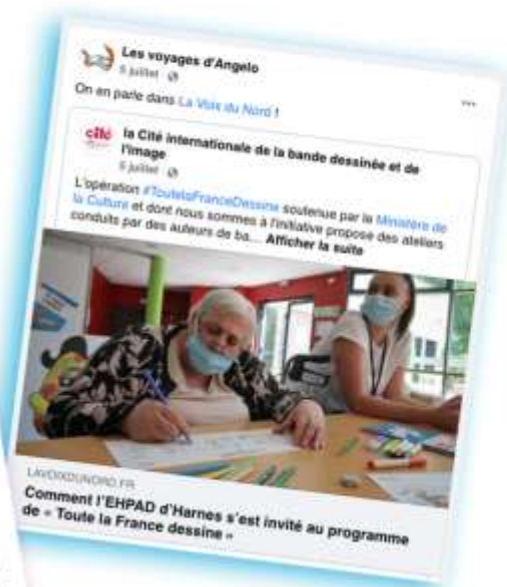 Les voyages d'Angelo
5 juillet
On en parle dans La Voix du Nord !
cité
la Cité internationale de la bande dessinée et de
l'image
5 juillet
L'opération #ToutelaFranceDessine soutenue par le Ministère de
la Culture et dont nous sommes à l'initiative propose des ateliers
conduits par des auteurs de ba... Afficher la suite
LAVOIXDUNORD.FR
Comment l'EHPAD d'Harnes s'est invité au programme
de « Toute la France dessine »